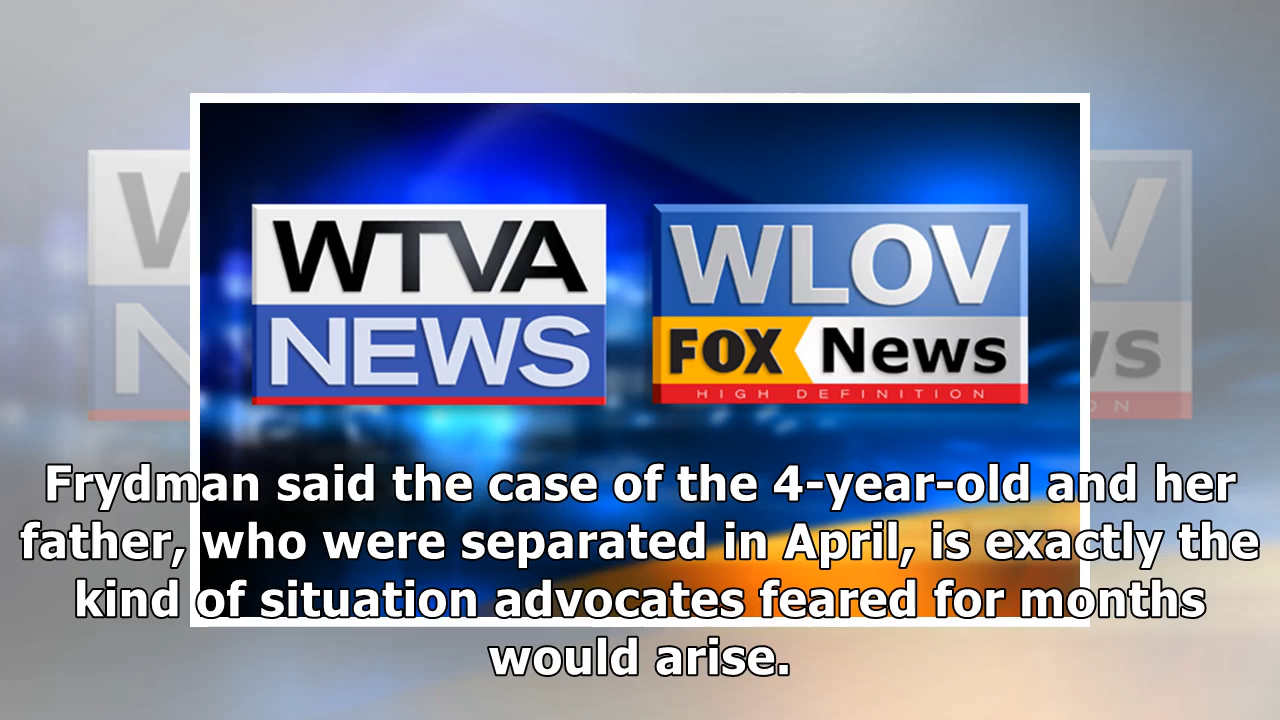 WTVA
NEWS
WLOV
FOX News
HIGH DEFINITION
Frydman said the case of the 4-year-old and her
father, who were separated in April, is exactly the
kind of situation advocates feared for months
would arise.